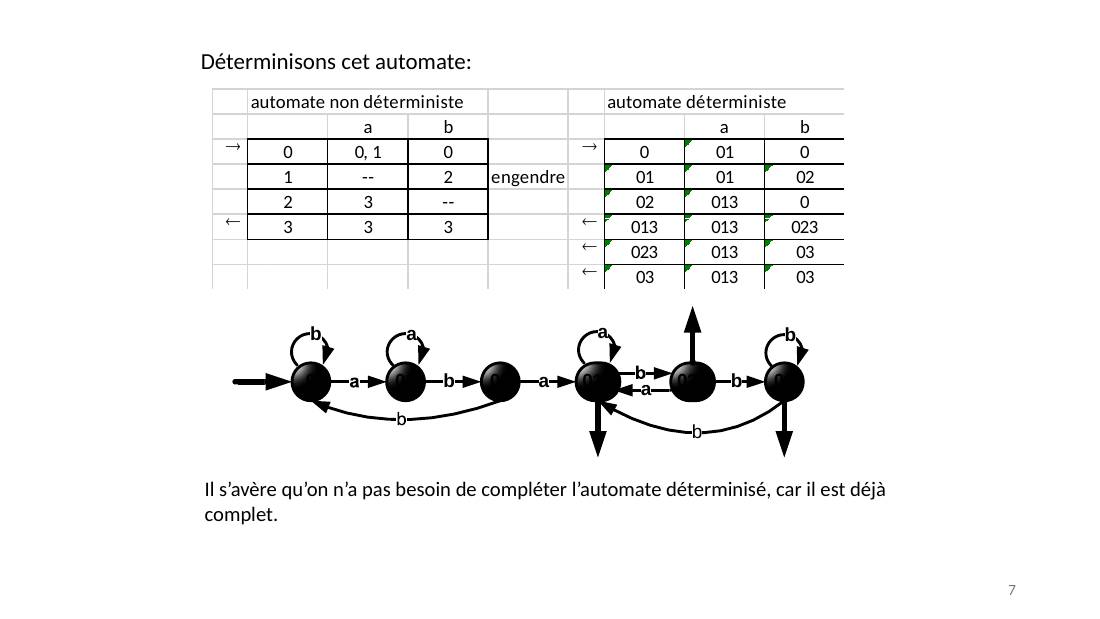 Déterminisons cet automate:
automate non déterministe automate déterministe
a b a b
→ 0 0, 1 0 → 0 01 0
1 -- 2 engendre 01 01 02
2 3 -- 02 013 0
← 3 3 3 ← 013 013 023
← 023 013 03
← 03 013 03
b a a b
a b a b a b
b b
Il s’avère qu’on n’a pas besoin de compléter l’automate déterminisé, car il est déjà
complet.
7